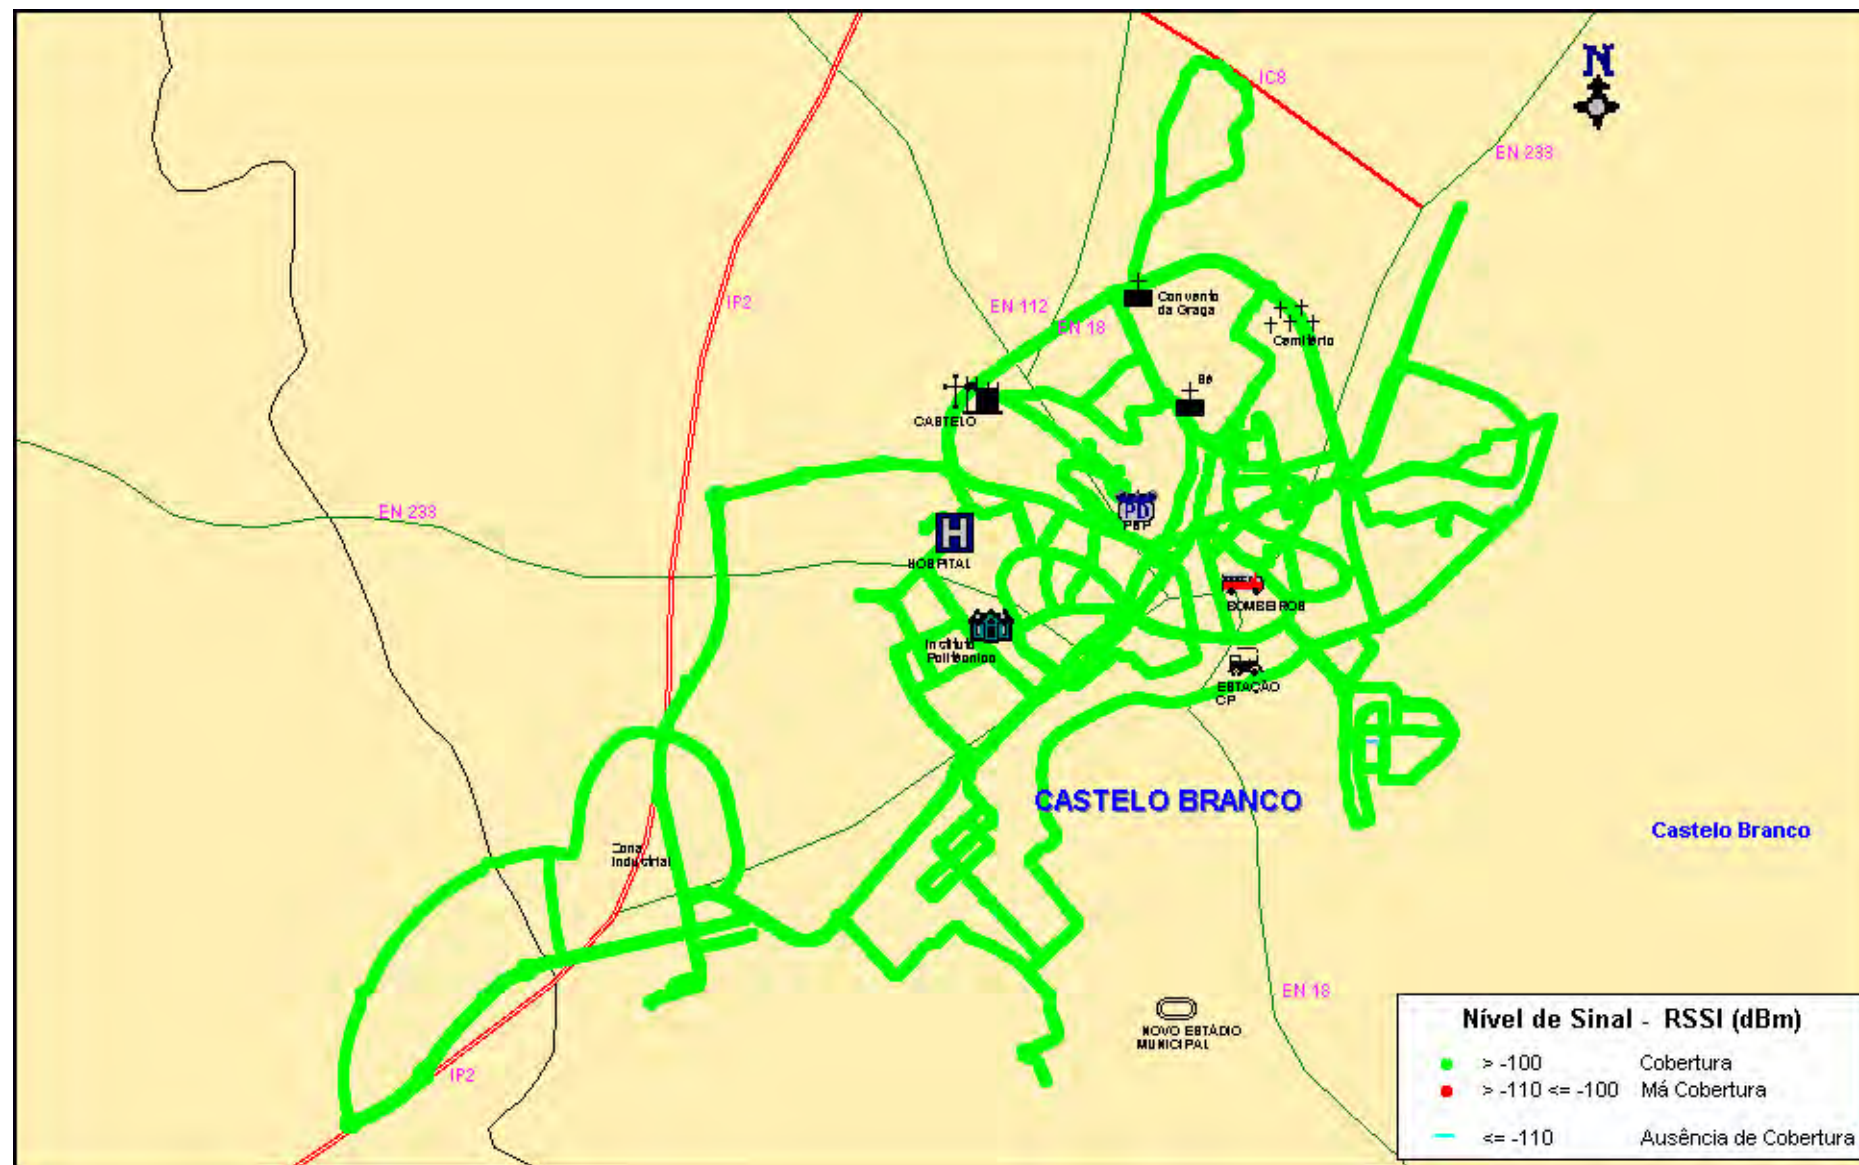 N
IC8
EN 233
IP2
EN 112
EN 18
Convento
da Graça
Cemitério
Sé
CASTELO
EN 233
PD
PSP
H
HOSPITAL
BOMBEIROS
Instituto
Politécnico
ESTAÇÃO
CP
CASTELO BRANCO
Castelo Branco
Zona
Industrial
EN 18
NOVO ESTÁDIO
MUNICIPAL
IP2
Nível de Sinal - RSSI (dBm)
> -100 Cobertura
> -110 <= -100 Má Cobertura
<= -110 Ausência de Cobertura